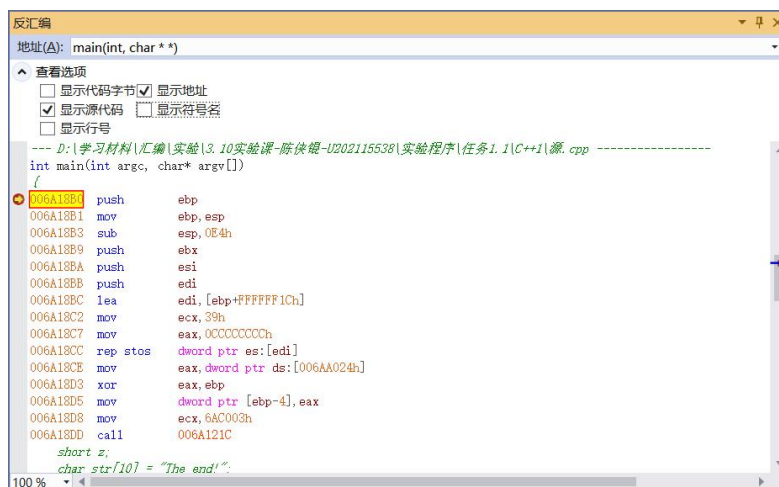 反汇编
地址(A): main(int, char * *)
查看选项
显示代码字节 显示地址
显示源代码 显示符号名
显示行号
--- D:\学习材料\汇编\实验\3.10实验课-陈侠锟-U202115538\实验程序\任务1.1\C++1\源.cpp -----------------
int main(int argc, char* argv[])
{
006A18B0 push ebp
006A18B1 mov ebp,esp
006A18B3 sub esp,0E4h
006A18B9 push ebx
006A18BA push esi
006A18BB push edi
006A18BC lea edi,[ebp+FFFFFF1Ch]
006A18C2 mov ecx,39h
006A18C7 mov eax,0CCCCCCCCh
006A18CC rep stos dword ptr es:[edi]
006A18CE mov eax,dword ptr ds:[006AA024h]
006A18D3 xor eax,ebp
006A18D5 mov dword ptr [ebp-4],eax
006A18D8 mov ecx,6AC003h
006A18DD call 006A121C
short z;
char str[10] = "The end!";
100 %